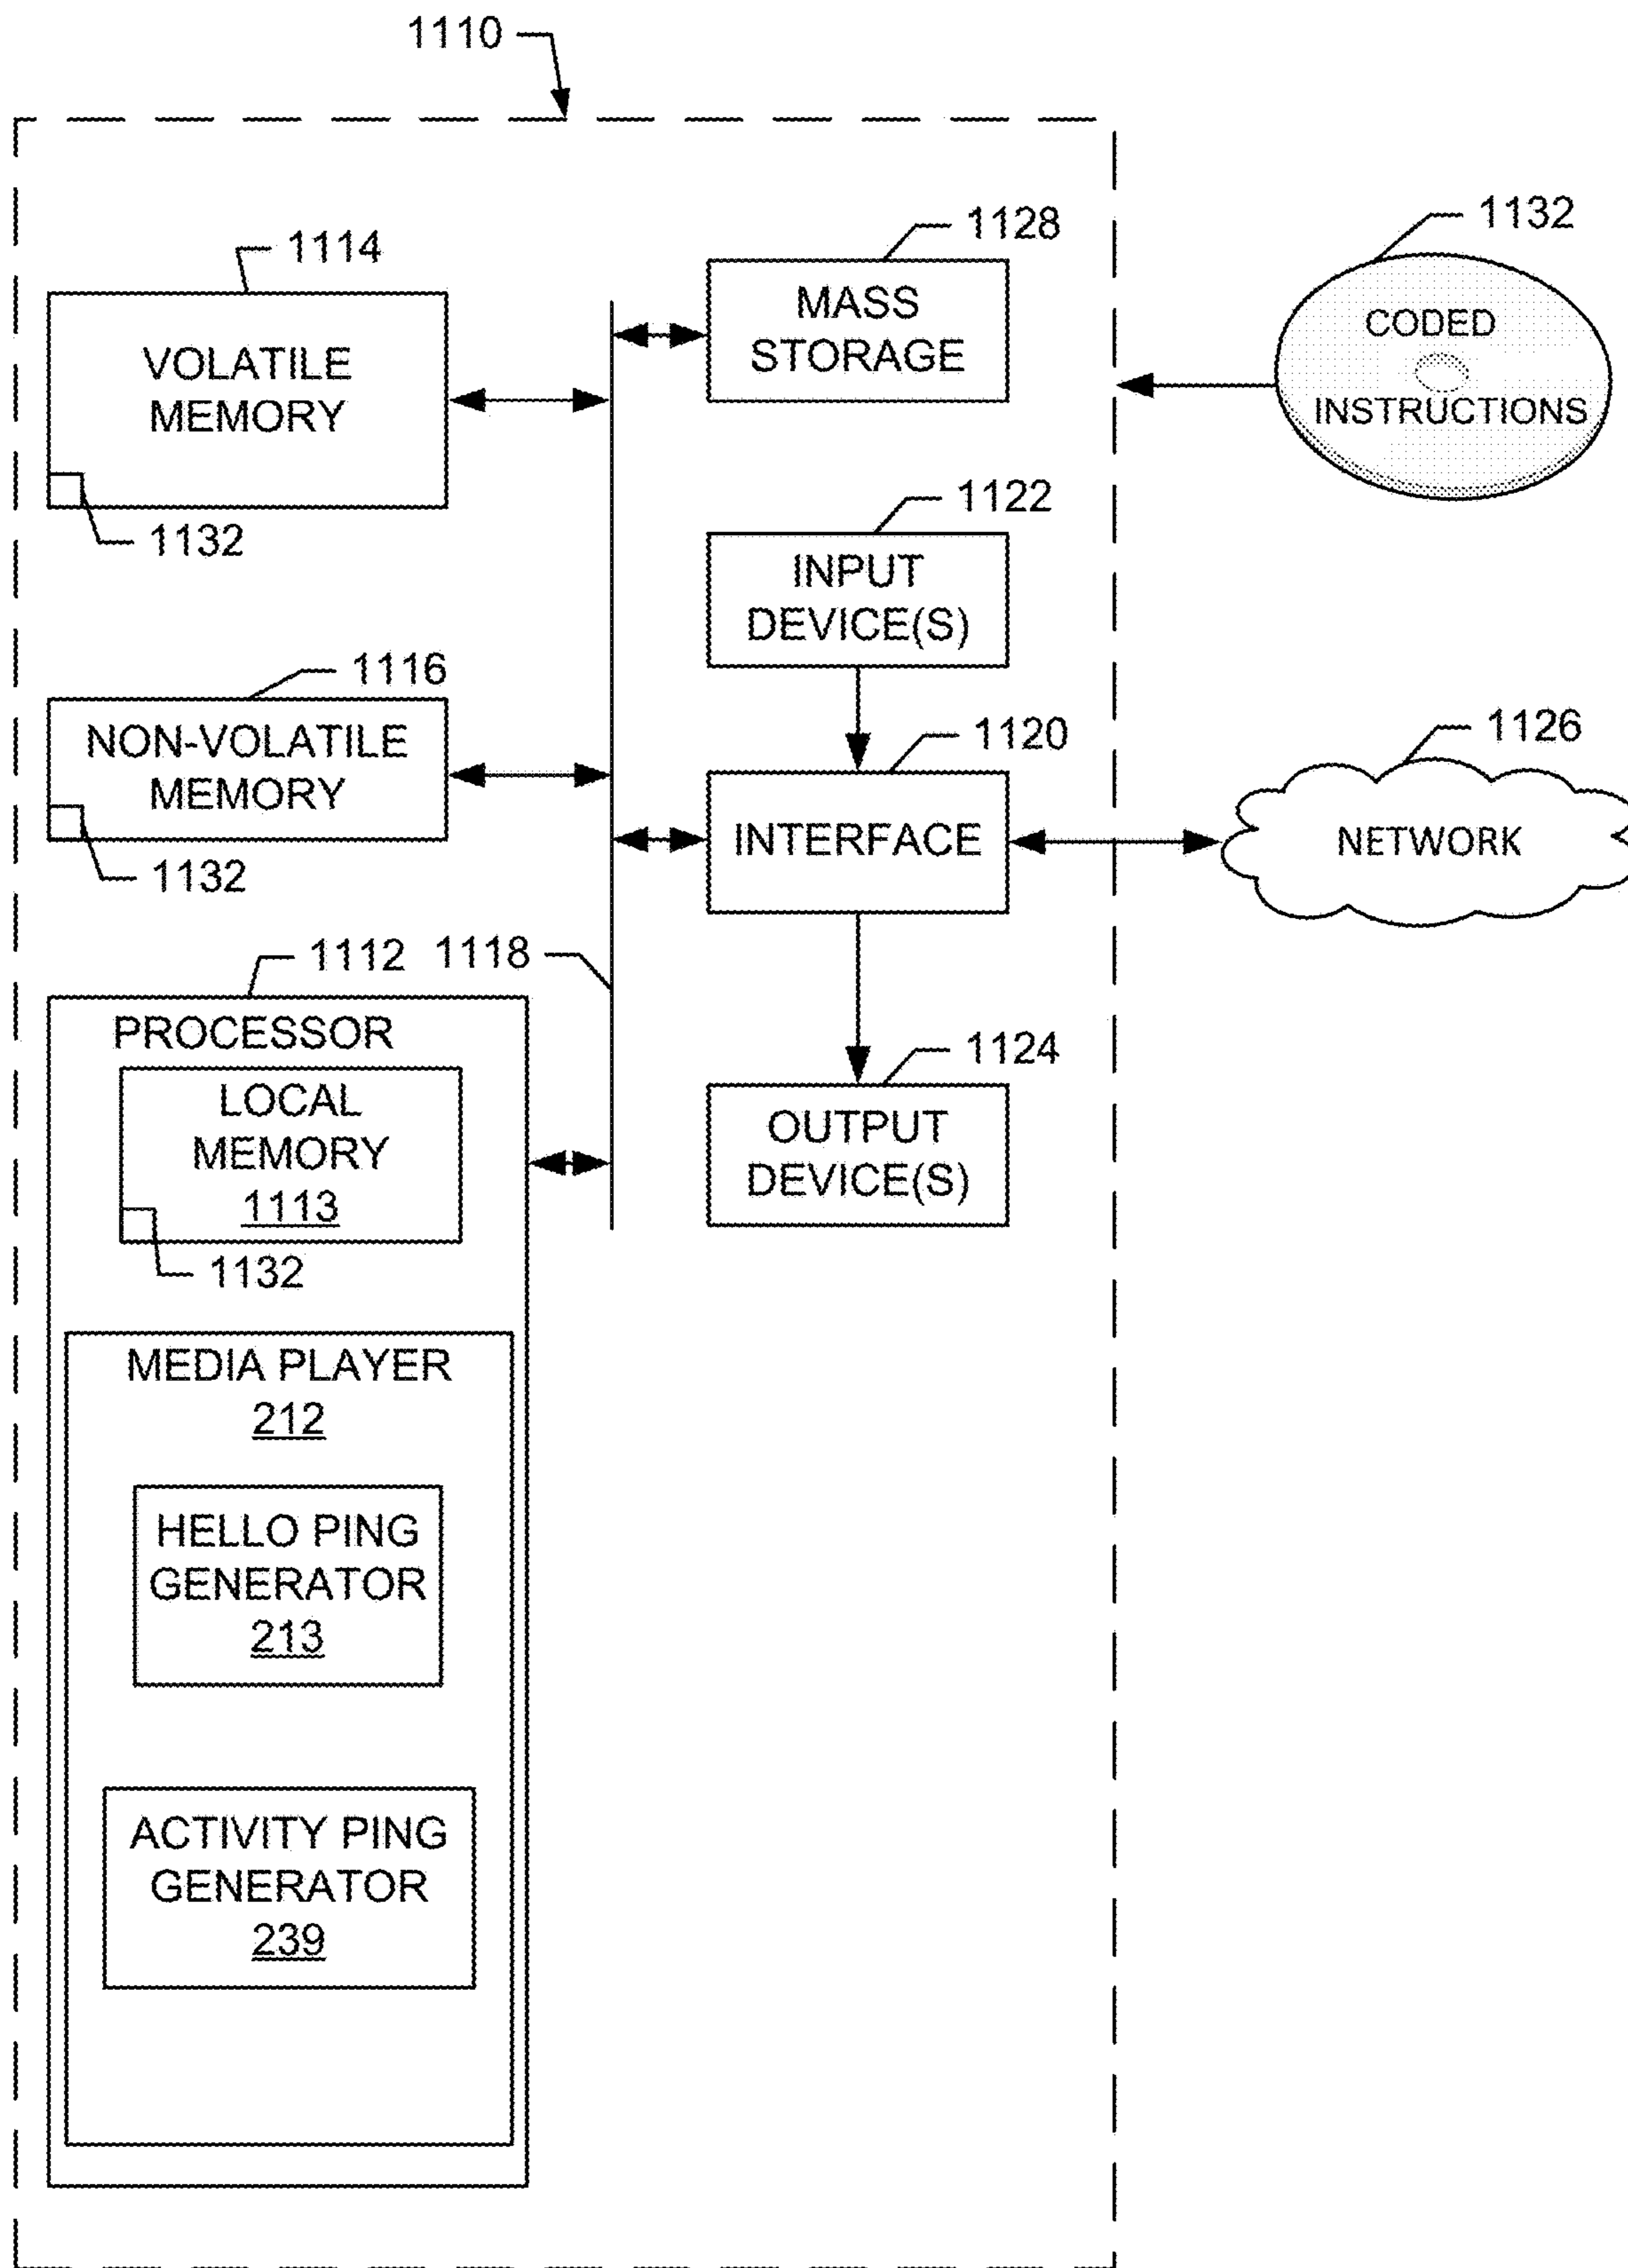 1110
1114
VOLATILE
MEMORY
1132
1128
MASS
STORAGE
1132
CODED
INSTRUCTIONS
1122
INPUT
DEVICE(S)
1116
NON-VOLATILE
MEMORY
1132
1120
INTERFACE
1126
NETWORK
1112
1118
PROCESSOR
LOCAL
MEMORY
1113
1132
1124
OUTPUT
DEVICE(S)
MEDIA PLAYER
212
HELLO PING
GENERATOR
213
ACTIVITY PING
GENERATOR
239